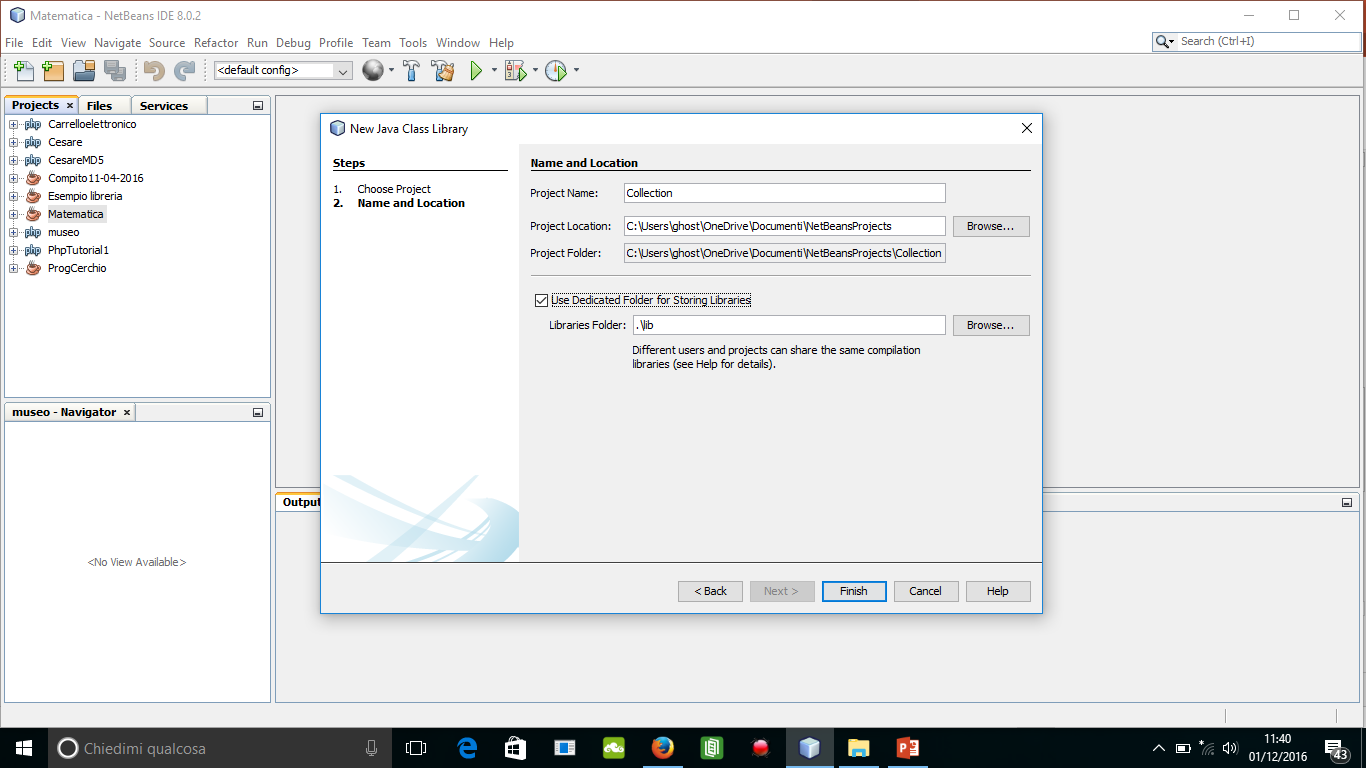 Matematica - NetBeans IDE 8.0.2
File Edit View Navigate Source Refactor Run Debug Profile Team Tools Window Help
Search (Ctrl+I)
<default config>
Projects × Files Services
php Carrelloelettronico
php Cesare
php CesareMD5
Compito11-04-2016
Esempio libreria
Matematica
php museo
php PhpTutorial1
ProgCerchio
museo - Navigator ×
<No View Available>
Output
New Java Class Library
Steps
1. Choose Project
2. Name and Location
Name and Location
Project Name: Collection
Project Location: C:\Users\ghost\OneDrive\Documenti\NetBeansProjects Browse...
Project Folder: C:\Users\ghost\OneDrive\Documenti\NetBeansProjects\Collection
Use Dedicated Folder for Storing Libraries
Libraries Folder: .\lib Browse...
Different users and projects can share the same compilation
libraries (see Help for details).
< Back Next > Finish Cancel Help
Chiedimi qualcosa
11:40
01/12/2016
43